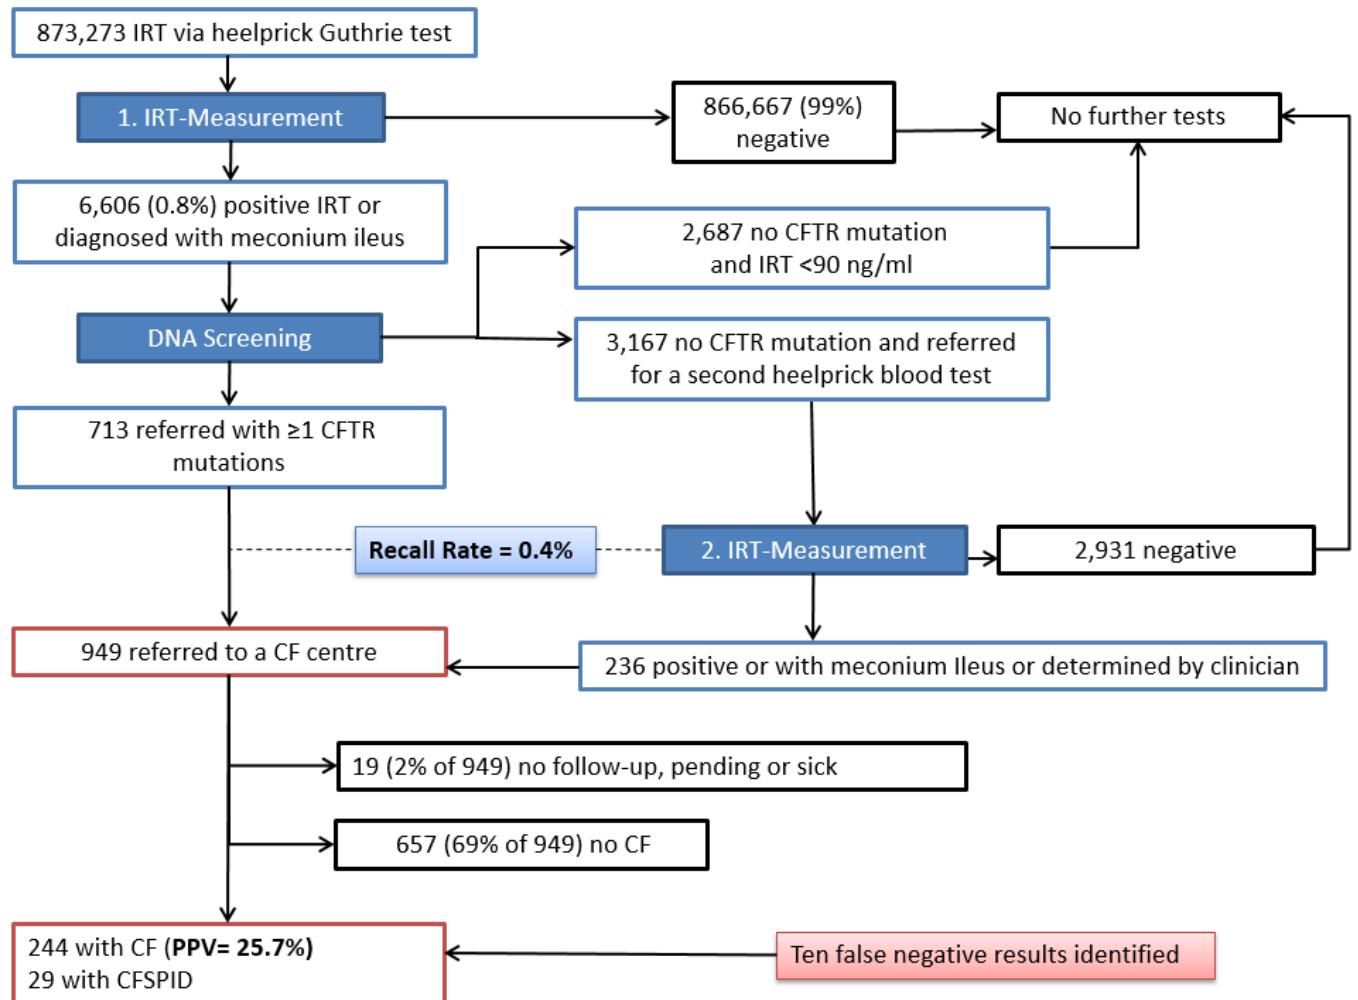 873,273 IRT via heelprick Guthrie test
1. IRT-Measurement
866,667 (99%)
negative
No further tests
6,606 (0.8%) positive IRT or
diagnosed with meconium ileus
2,687 no CFTR mutation
and IRT <90 ng/ml
DNA Screening
3,167 no CFTR mutation and referred
for a second heelprick blood test
713 referred with ≥1 CFTR
mutations
Recall Rate = 0.4%
2. IRT-Measurement
2,931 negative
949 referred to a CF centre
236 positive or with meconium Ileus or determined by clinician
19 (2% of 949) no follow-up, pending or sick
657 (69% of 949) no CF
244 with CF (PPV= 25.7%)
29 with CFSPID
Ten false negative results identified